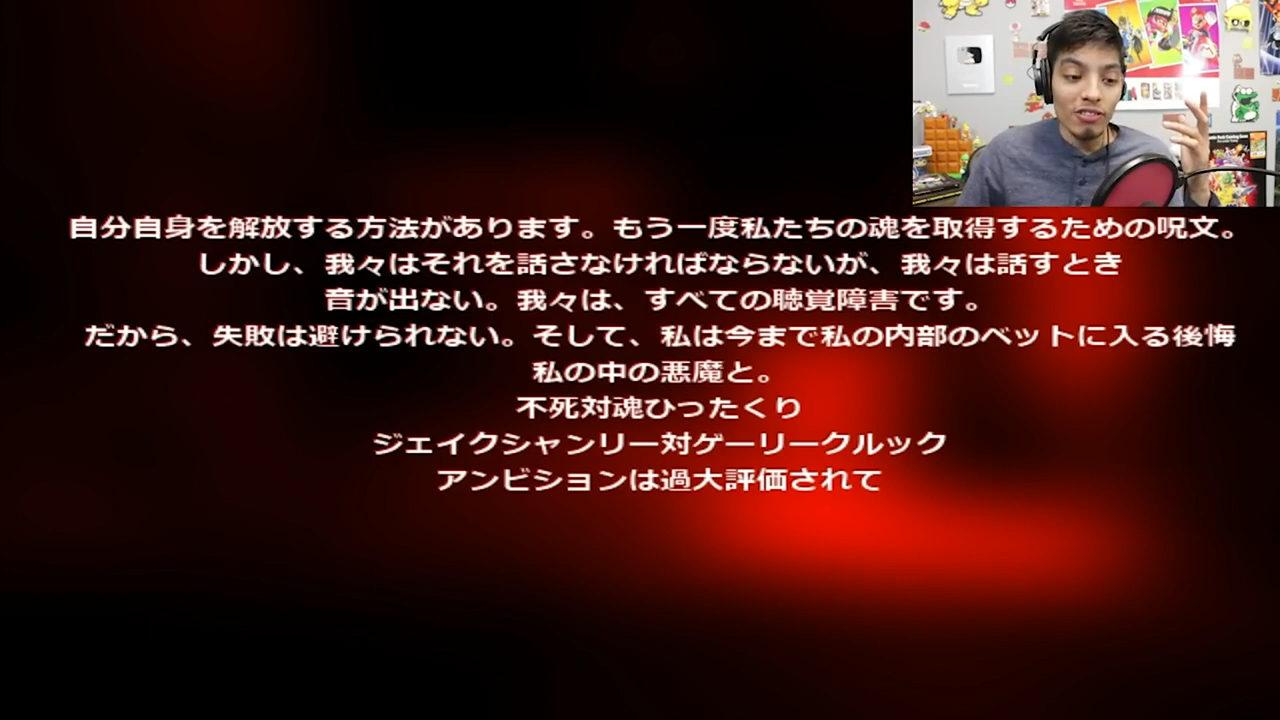 自分自身を解放する方法があります。もう一度私たちの魂を取得するための呪文。
しかし、我々はそれを話さなければならないが、我々は話すとき
音が出ない。我々は、すべての聴覚障害です。
だから、失敗は避けられない。そして、私は今まで私の内部のベットに入る後悔
私の中の悪魔と。
不死対魂ひったくり
ジェイクシャンリー対ゲーリークルック
アンビションは過大評価されて